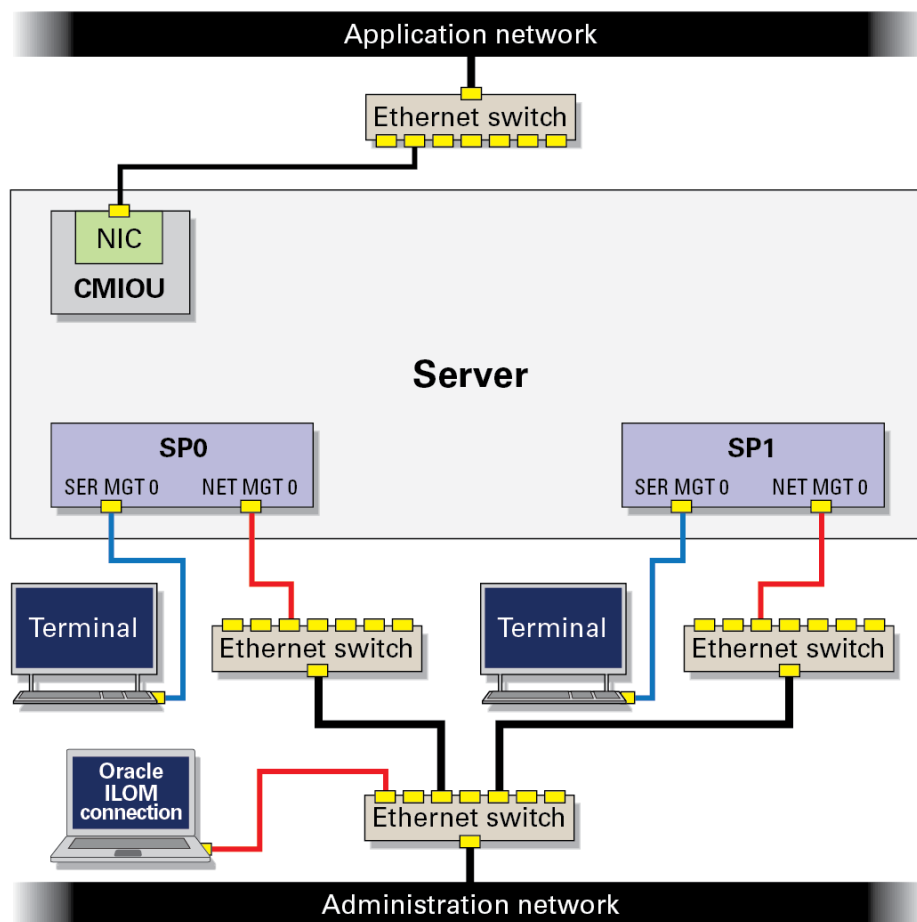 Application network
Ethernet switch
NIC
CMIOU
Server
SP0
SER MGT 0 NET MGT 0
SP1
SER MGT 0 NET MGT 0
Terminal
Ethernet switch
Terminal
Ethernet switch
Oracle
ILOM
connection
Ethernet switch
Administration network